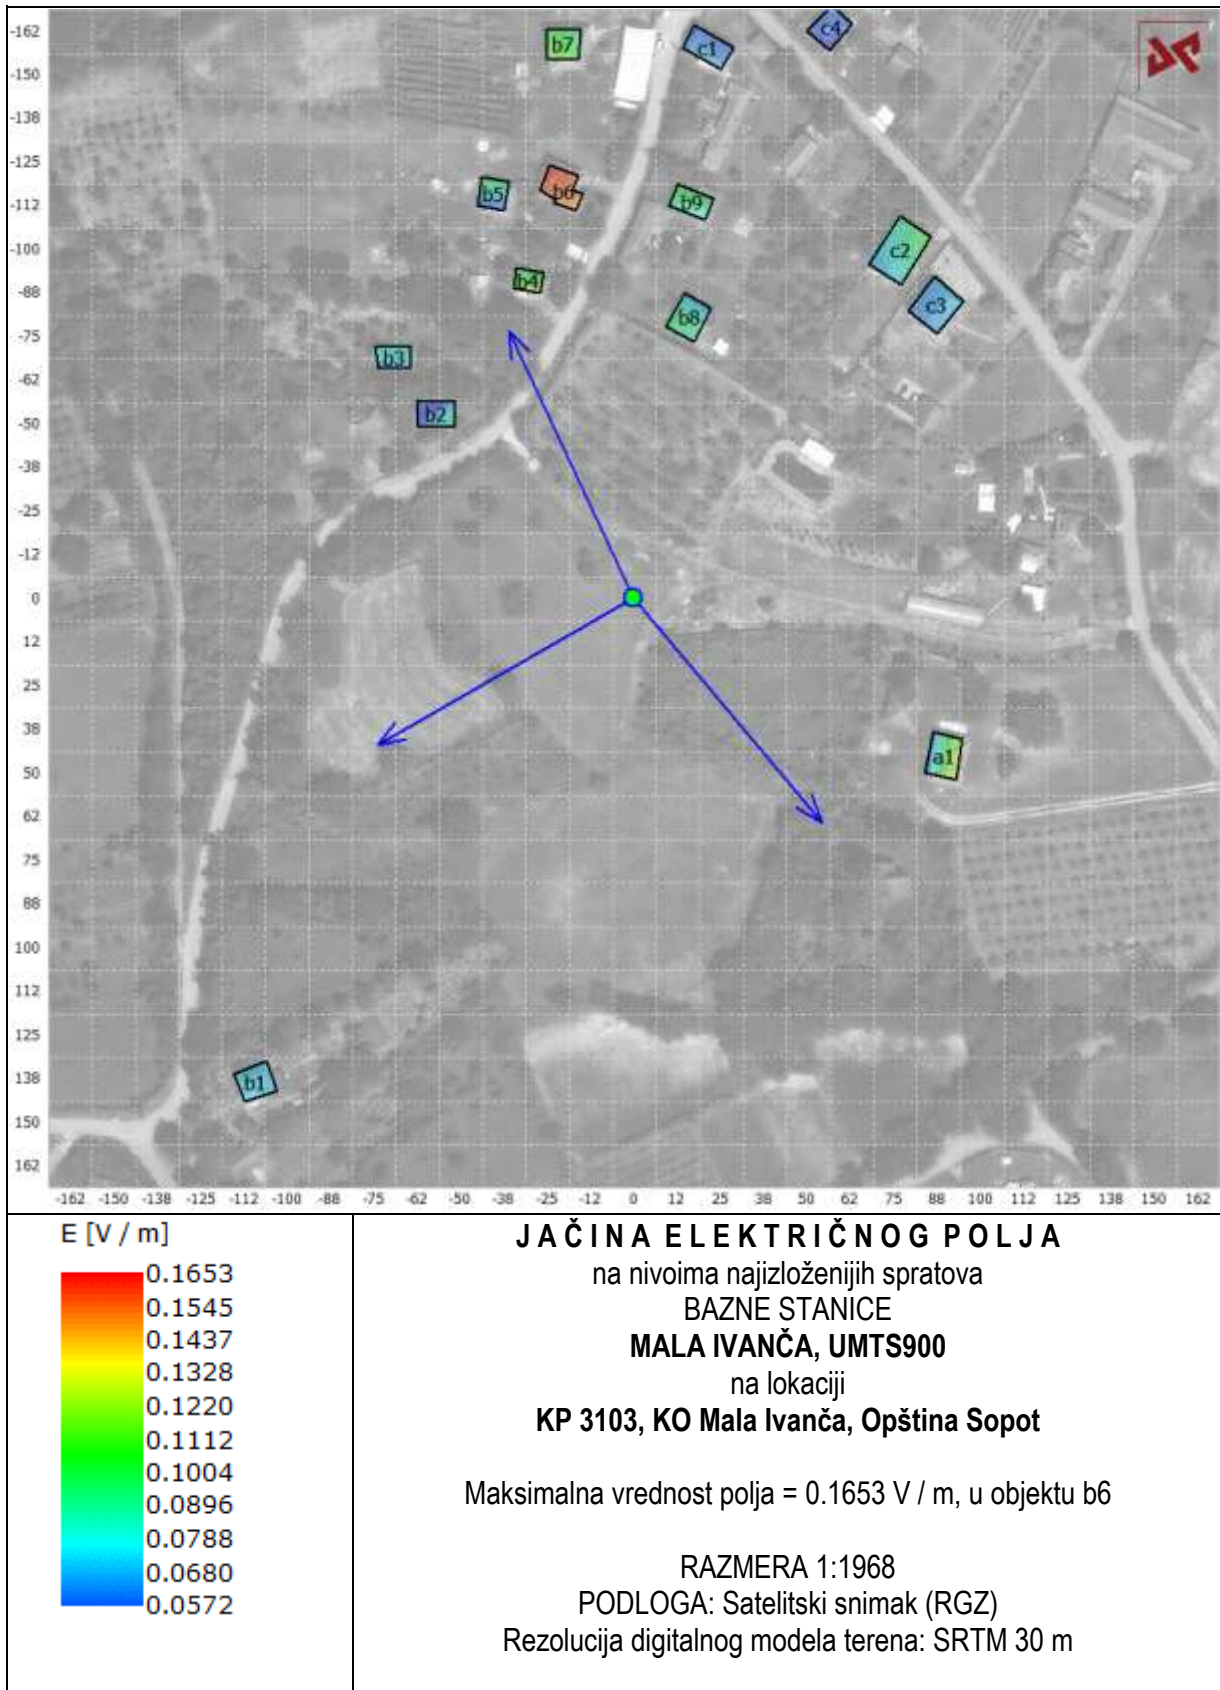 -162
-150
-138
-125
-112
-100
-88
-75
-62
-50
-38
-25
-12
0
12
25
38
50
62
75
88
100
112
125
138
150
162
b7
c1
c4
b5
b6
b9
c2
b4
c3
b8
b3
b2
a1
b1
-162 -150 -138 -125 -112 -100 -88 -75 -62 -50 -38 -25 -12 0 12 25 38 50 62 75 88 100 112 125 138 150 162
E [V / m]
0.1653
0.1545
0.1437
0.1328
0.1220
0.1112
0.1004
0.0896
0.0788
0.0680
0.0572
JAČINA ELEKTRIČNOG POLJA
na nivoima najizloženijih spratova
BAZNE STANICE
MALA IVANČA, UMTS900
na lokaciji
KP 3103, KO Mala Ivanča, Opština Sopot
Maksimalna vrednost polja = 0.1653 V / m, u objektu b6
RAZMERA 1:1968
PODLOGA: Satelitski snimak (RGZ)
Rezolucija digitalnog modela terena: SRTM 30 m